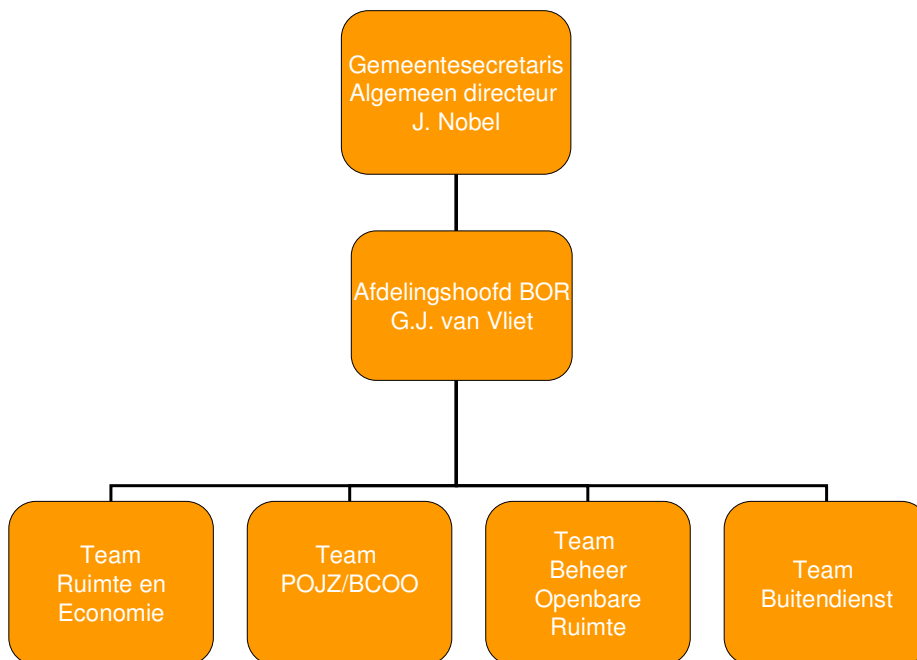 Gemeentesecretaris
Algemeen directeur
J. Nobel
Afdelingshoofd BOR
G.J. van Vliet
Team
Ruimte en
Economie
Team
POJZ/BCOO
Team
Beheer
Openbare
Ruimte
Team
Buitendienst